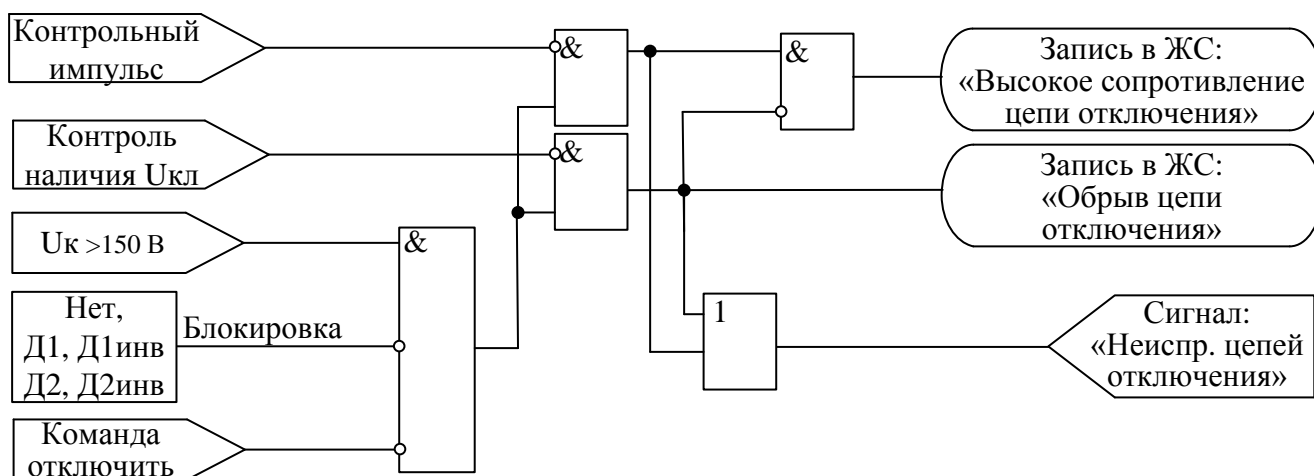 Контрольный
импульс
&
&
Запись в ЖС:
«Высокое сопротивление
цепи отключения»
Контроль
наличия Uкл
&
Запись в ЖС:
«Обрыв цепи
отключения»
Uк >150 В
&
Нет,
Д1, Д1инв
Д2, Д2инв
Блокировка
1
Сигнал:
«Неиспр. цепей
отключения»
Команда
отключить